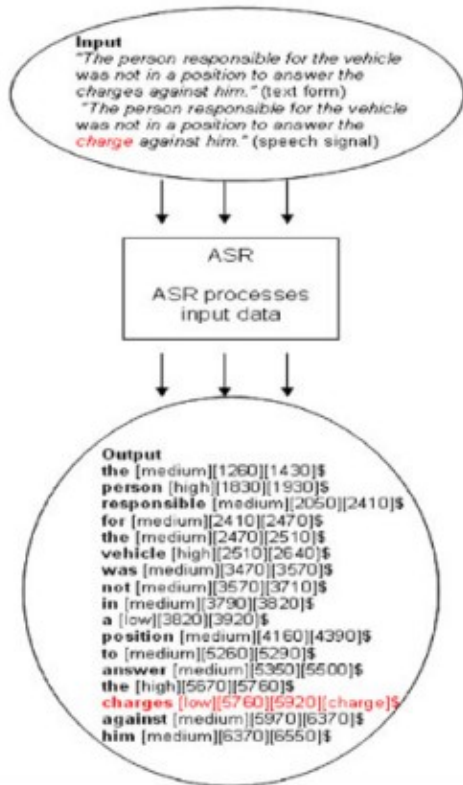 Input
"The person responsible for the vehicle
was not in a position to answer the
charges against him." (text form)
"The person responsible for the vehicle
was not in a position to answer the
charge against him." (speech signal)
ASR
ASR processes
input data
Output
the [medium][1260][1430]$
person [high][1830][1930]$
responsible [medium][2050][2410]
for [medium][2410][2470]$
the [medium][2470][2510]$
vehicle [high][2510][2640]$
was [medium][3470][3570]$
not [medium][3570][3710]$
in [medium][3790][3820]$
a [low][3820][3920]$
position [medium][4160][4390]$
to [medium][5260][5290]$
answer [medium][5350][5500]$
the [high][5670][5760]$
charges [low][5760][5920][charge]$
against [medium][5970][6370]$
him [medium][6370][6550]$